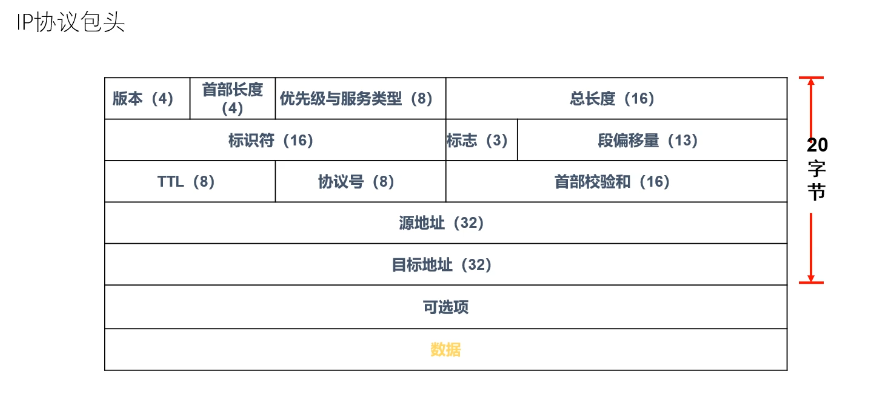 IP协议包头
版本（4）
首部长度
（4）
优先级与服务类型（8）
总长度（16）
标识符（16）
标志（3）
段偏移量（13）
TTL（8）
协议号（8）
首部校验和（16）
源地址（32）
目标地址（32）
可选项
数据
20
字
节